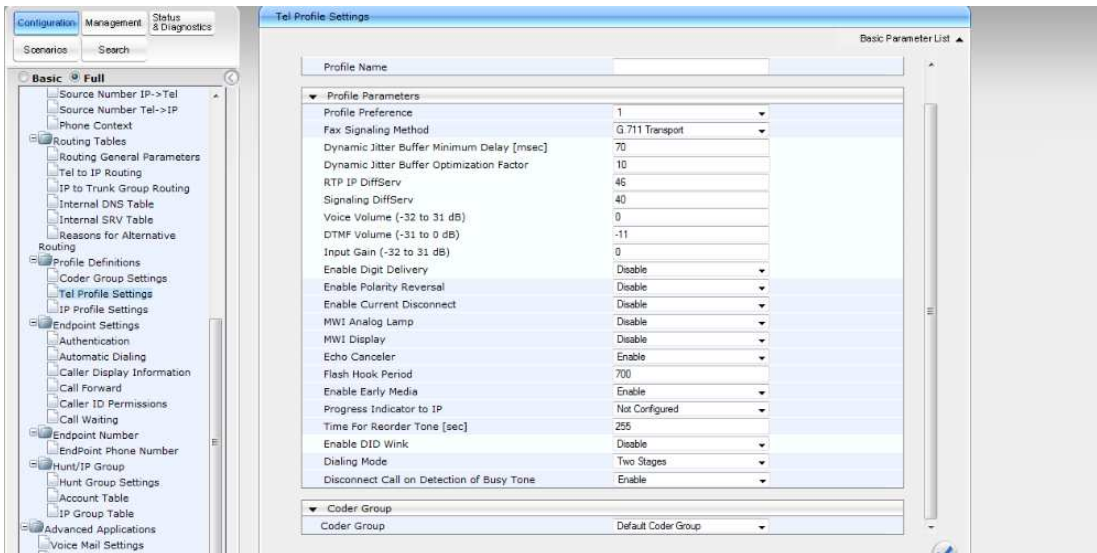 Configuration
Management
Status
& Diagnostics
Scenarios
Search
Basic
Full
Source Number IP->Tel
Source Number Tel->IP
Phone Context
Routing Tables
Routing General Parameters
Tel to IP Routing
IP to Trunk Group Routing
Internal DNS Table
Internal SRV Table
Reasons for Alternative
Routing
Profile Definitions
Coder Group Settings
Tel Profile Settings
IP Profile Settings
Endpoint Settings
Authentication
Automatic Dialing
Caller Display Information
Call Forward
Caller ID Permissions
Call Waiting
Endpoint Number
EndPoint Phone Number
Hunt/IP Group
Hunt Group Settings
Account Table
IP Group Table
Advanced Applications
Voice Mail Settings
Tel Profile Settings
Basic Parameter List
Profile Name
Profile Parameters
Profile Preference 1
Fax Signaling Method G.711 Transport
Dynamic Jitter Buffer Minimum Delay [msec] 70
Dynamic Jitter Buffer Optimization Factor 10
RTP IP DiffServ 46
Signaling DiffServ 40
Voice Volume (-32 to 31 dB) 0
DTMF Volume (-31 to 0 dB) -11
Input Gain (-32 to 31 dB) 0
Enable Digit Delivery Disable
Enable Polarity Reversal Disable
Enable Current Disconnect Disable
MWI Analog Lamp Disable
MWI Display Disable
Echo Canceler Enable
Flash Hook Period 700
Enable Early Media Enable
Progress Indicator to IP Not Configured
Time For Reorder Tone [sec] 255
Enable DID Wink Disable
Dialing Mode Two Stages
Disconnect Call on Detection of Busy Tone Enable
Coder Group
Coder Group Default Coder Group